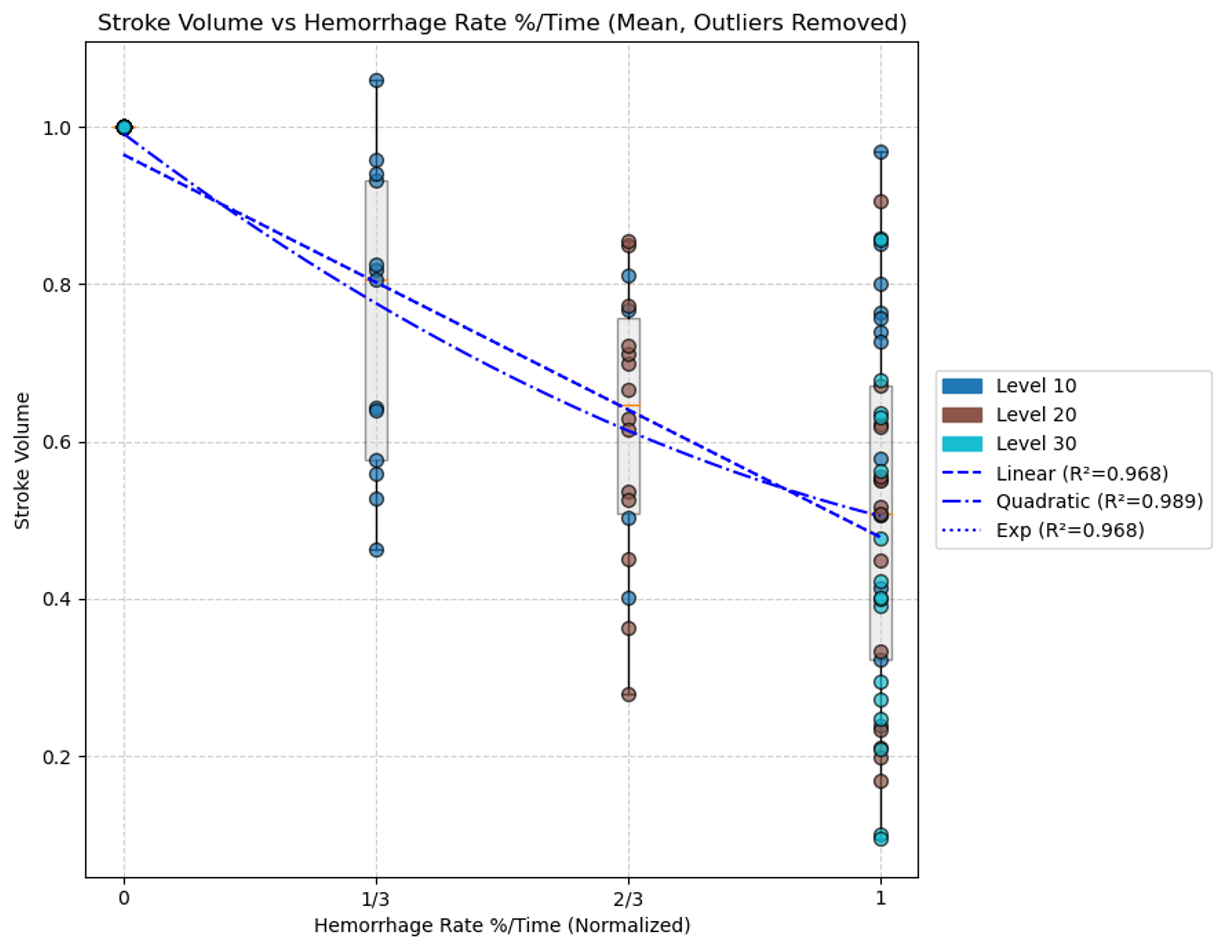 Stroke Volume vs Hemorrhage Rate %/Time (Mean, Outliers Removed)
Stroke Volume
1.0
0.8
0.6
0.4
0.2
0
1/3
2/3
1
Hemorrhage Rate %/Time (Normalized)
Level 10
Level 20
Level 30
Linear (R²=0.968)
Quadratic (R²=0.989)
Exp (R²=0.968)